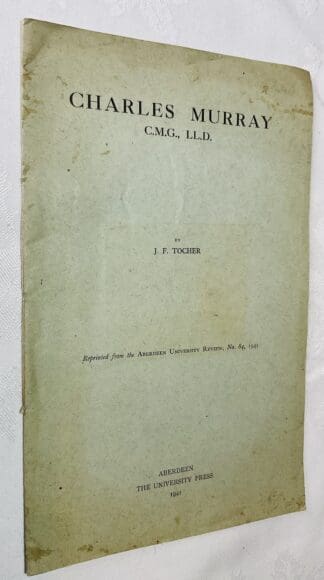 CHARLES MURRAY
C.M.G., LL.D.
BY
J. F. TOCHER
Reprinted from the ABERDEEN UNIVERSITY REVIEW, No. 84, 1941
ABERDEEN
THE UNIVERSITY PRESS
1941